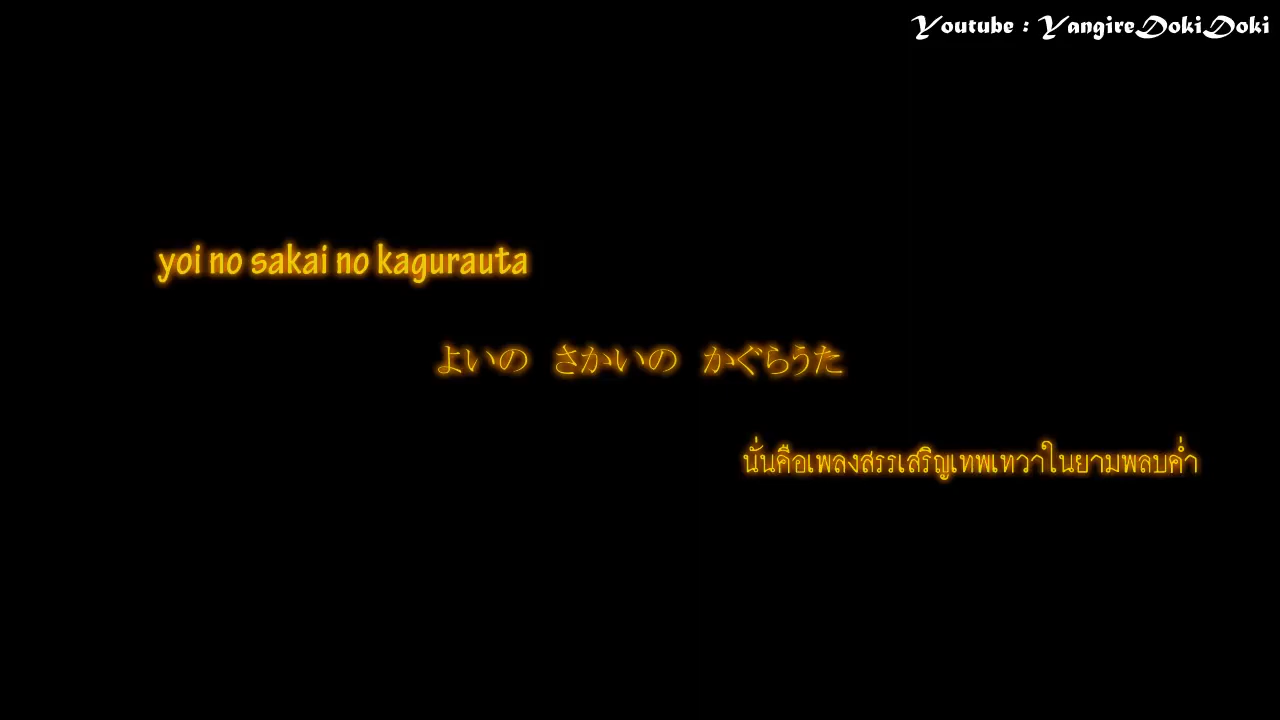 Youtube : YangireDokiDoki
yoi no sakai no kagurauta
よいの　さかいの　かぐらうた
นั่นคือเพลงสรรเสริญเทพเทวาในยามพลบค่ำ